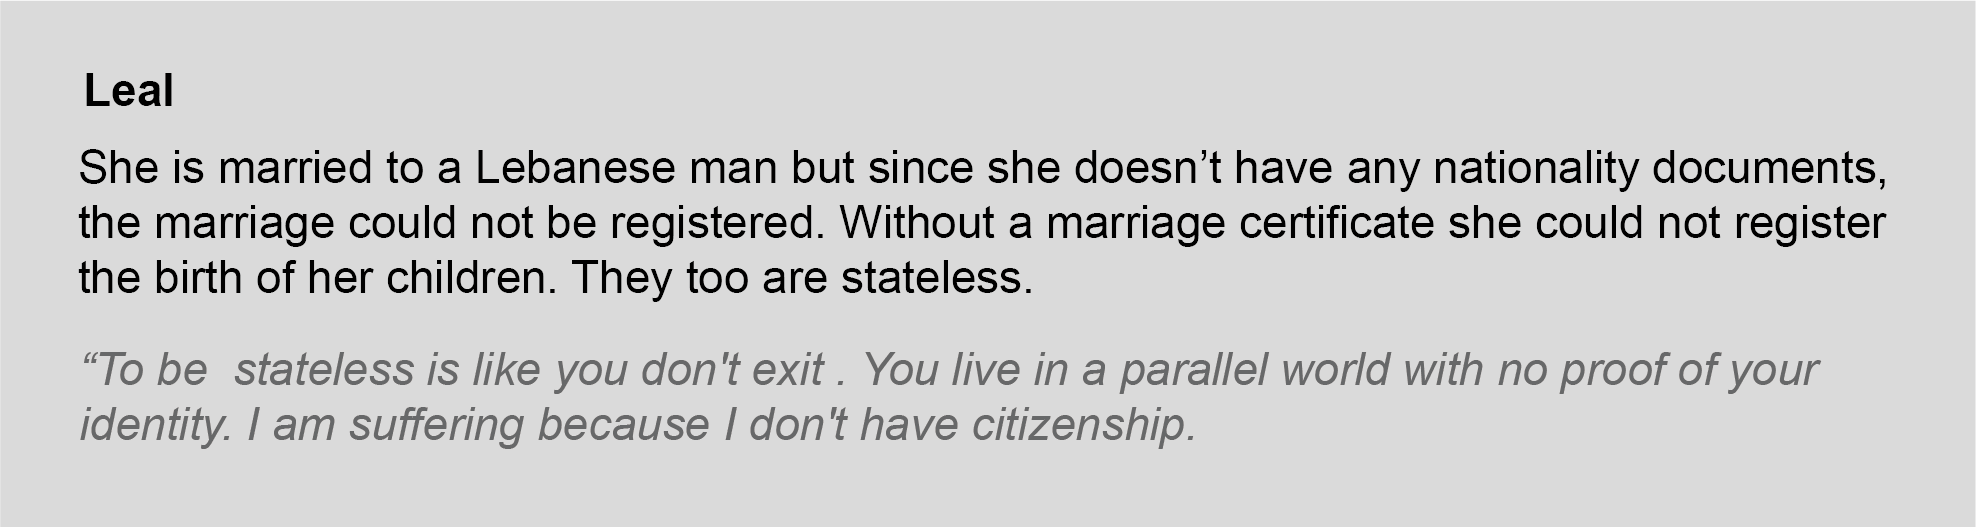 Leal
She is married to a Lebanese man but since she doesn’t have any nationality documents,
the marriage could not be registered. Without a marriage certificate she could not register
the birth of her children. They too are stateless.
“To be  stateless is like you don't exit . You live in a parallel world with no proof of your
identity. I am suffering because I don't have citizenship.